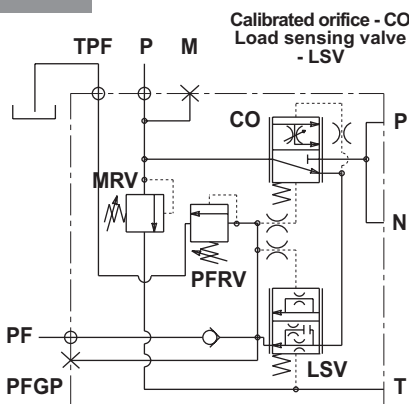 Calibrated orifice - CO
Load sensing valve
- LSV
TPF P M
CO
P
MRV
N
PFRV
PF
LSV
PFGP
T